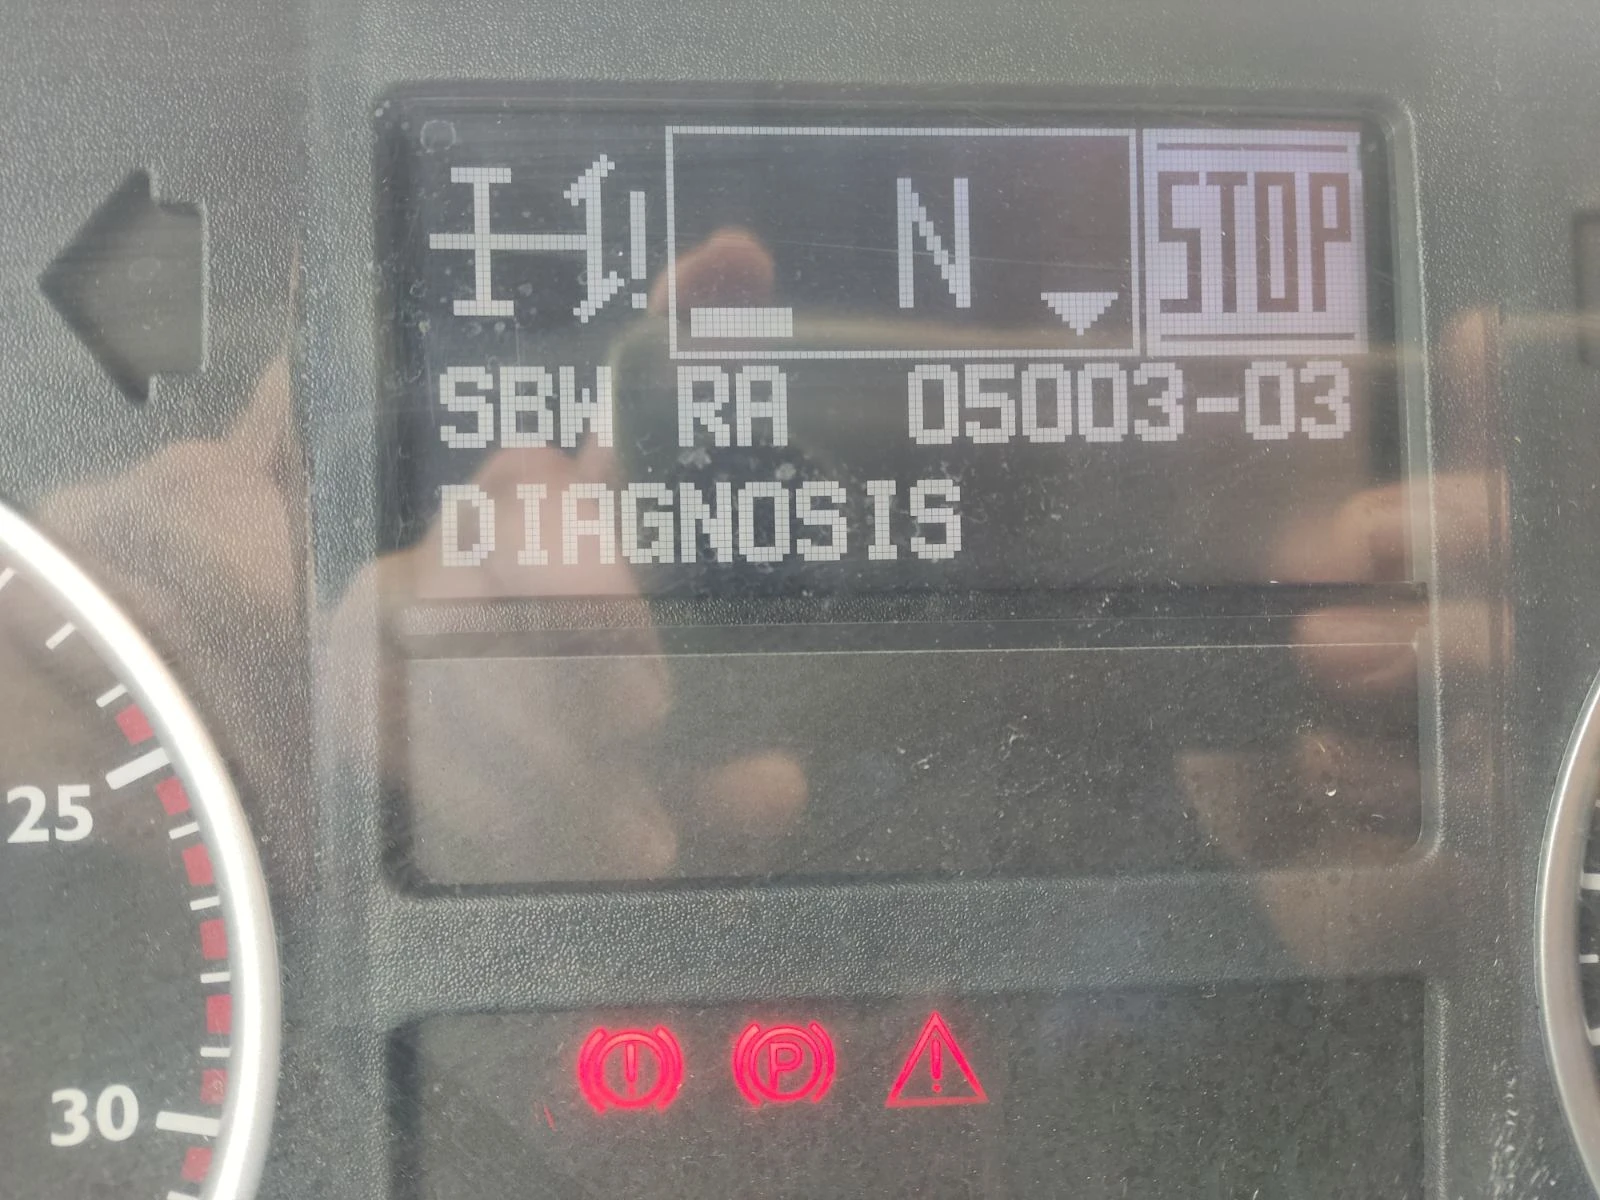 N STOP
SBW RA 05003-03
DIAGNOSIS
25
30
P